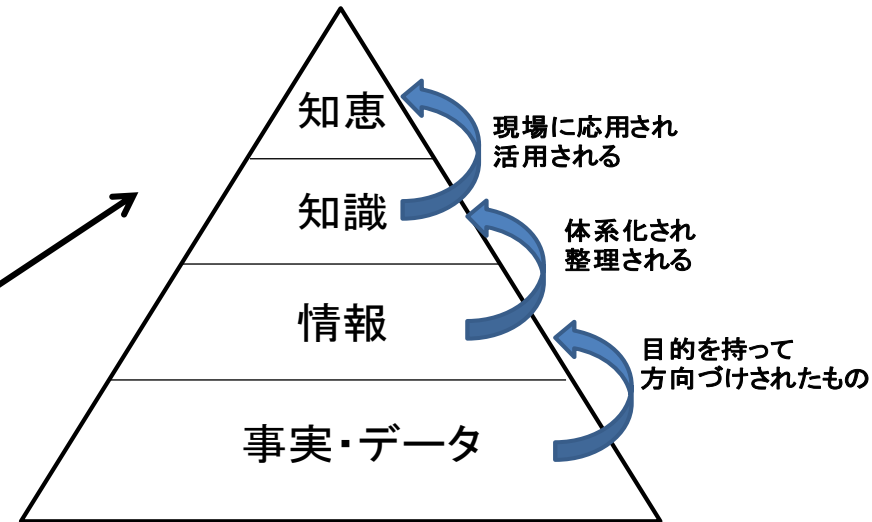 知恵
現場に応用され
活用される
知識
体系化され
整理される
情報
目的を持って
方向づけされたもの
事実・データ